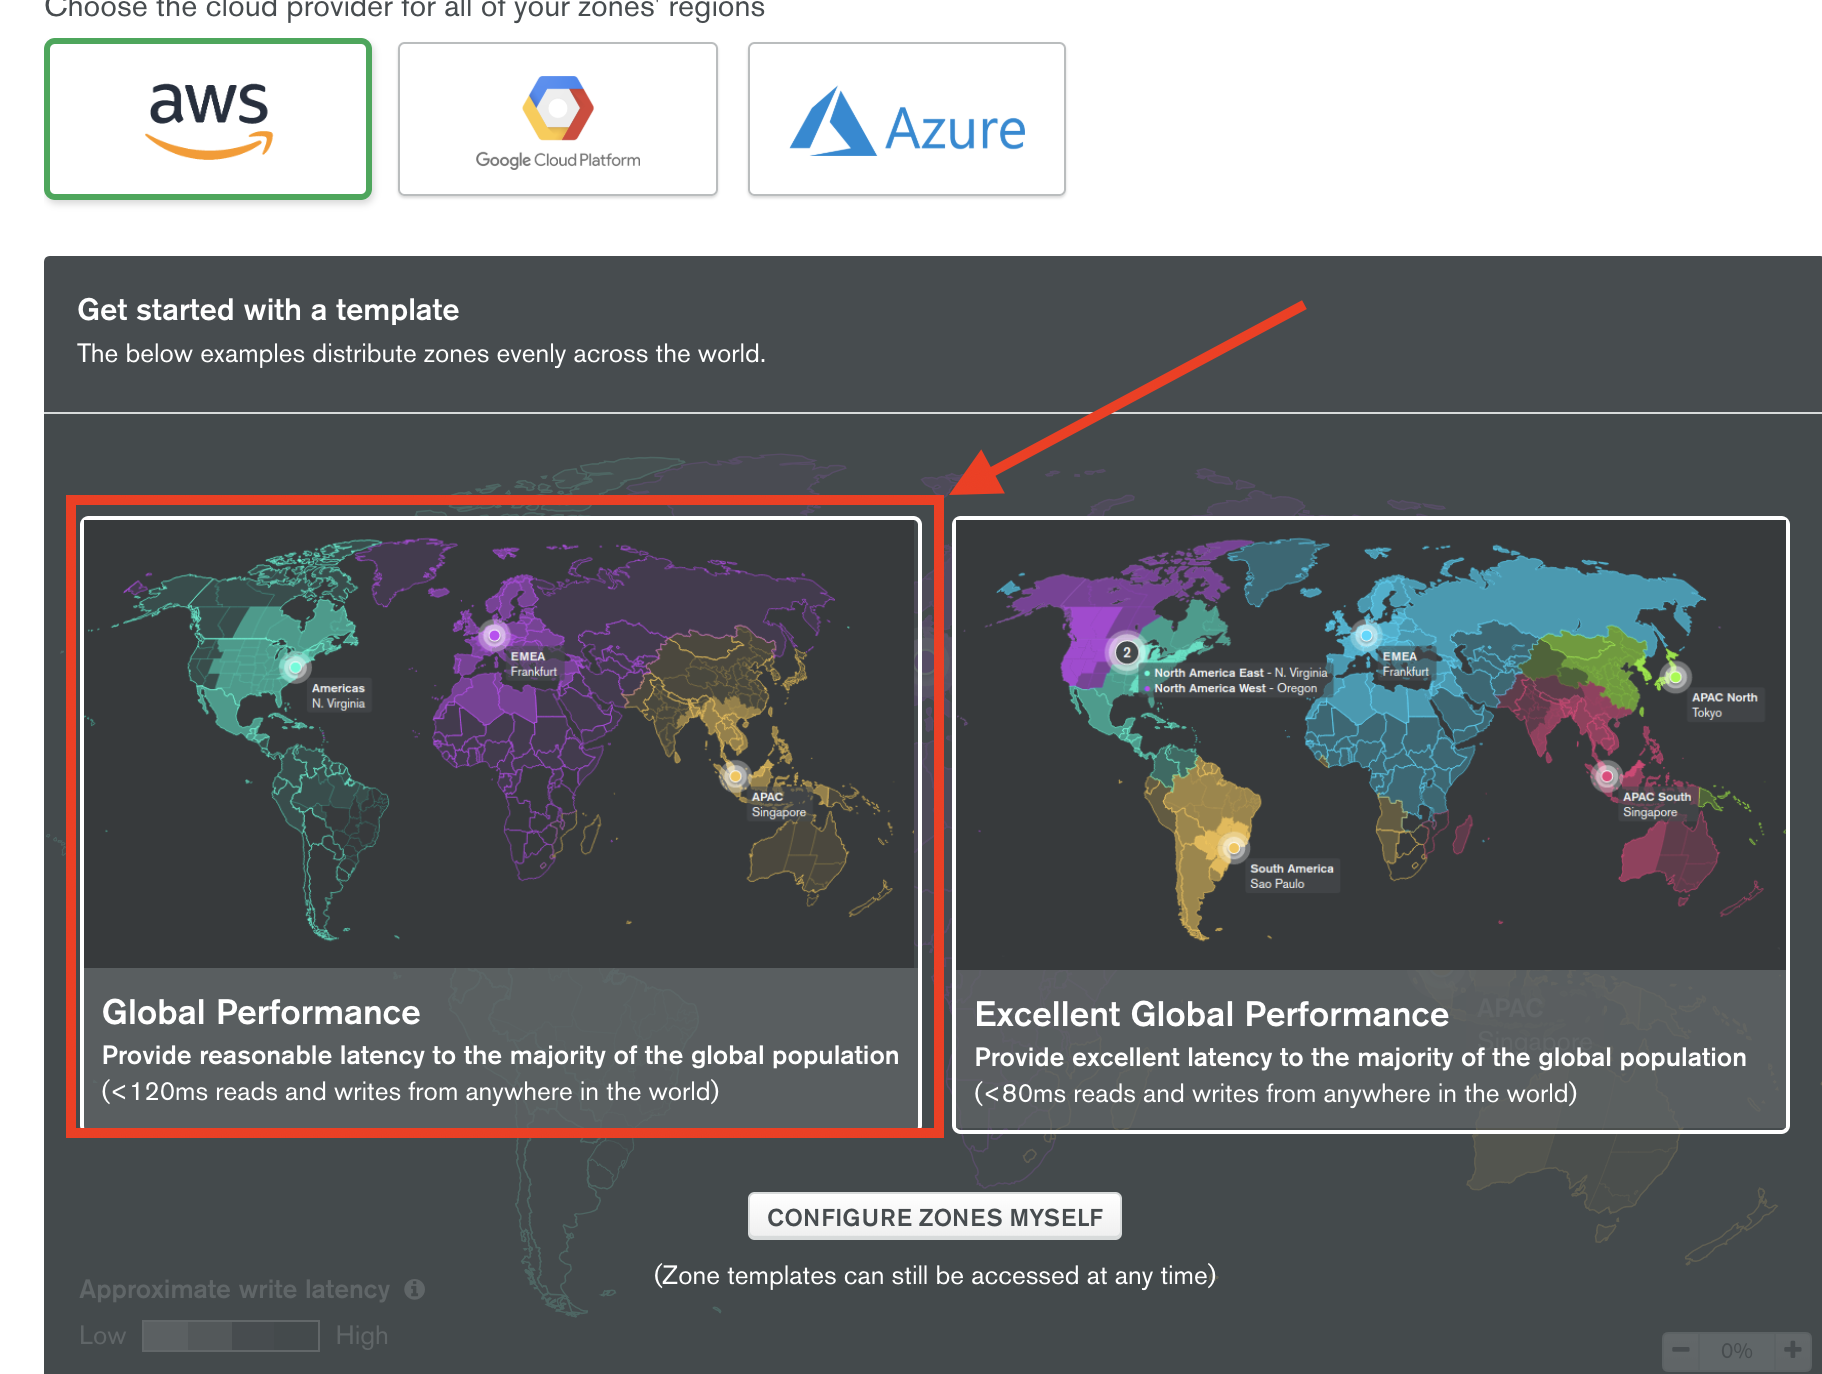 Choose the cloud provider for all of your zones' regions
aws
Google Cloud Platform
Azure
Get started with a template
The below examples distribute zones evenly across the world.
Americas
N. Virginia
EMEA
Frankfurt
APAC
Singapore
2
North America East - N. Virginia
North America West - Oregon
EMEA
Frankfurt
APAC North
Tokyo
APAC South
Singapore
South America
Sao Paulo
Global Performance
Provide reasonable latency to the majority of the global population
(<120ms reads and writes from anywhere in the world)
Excellent Global Performance
Provide excellent latency to the majority of the global population
(<80ms reads and writes from anywhere in the world)
APAC
Singapore
CONFIGURE ZONES MYSELF
(Zone templates can still be accessed at any time)
Approximate write latency
Low
High
0%